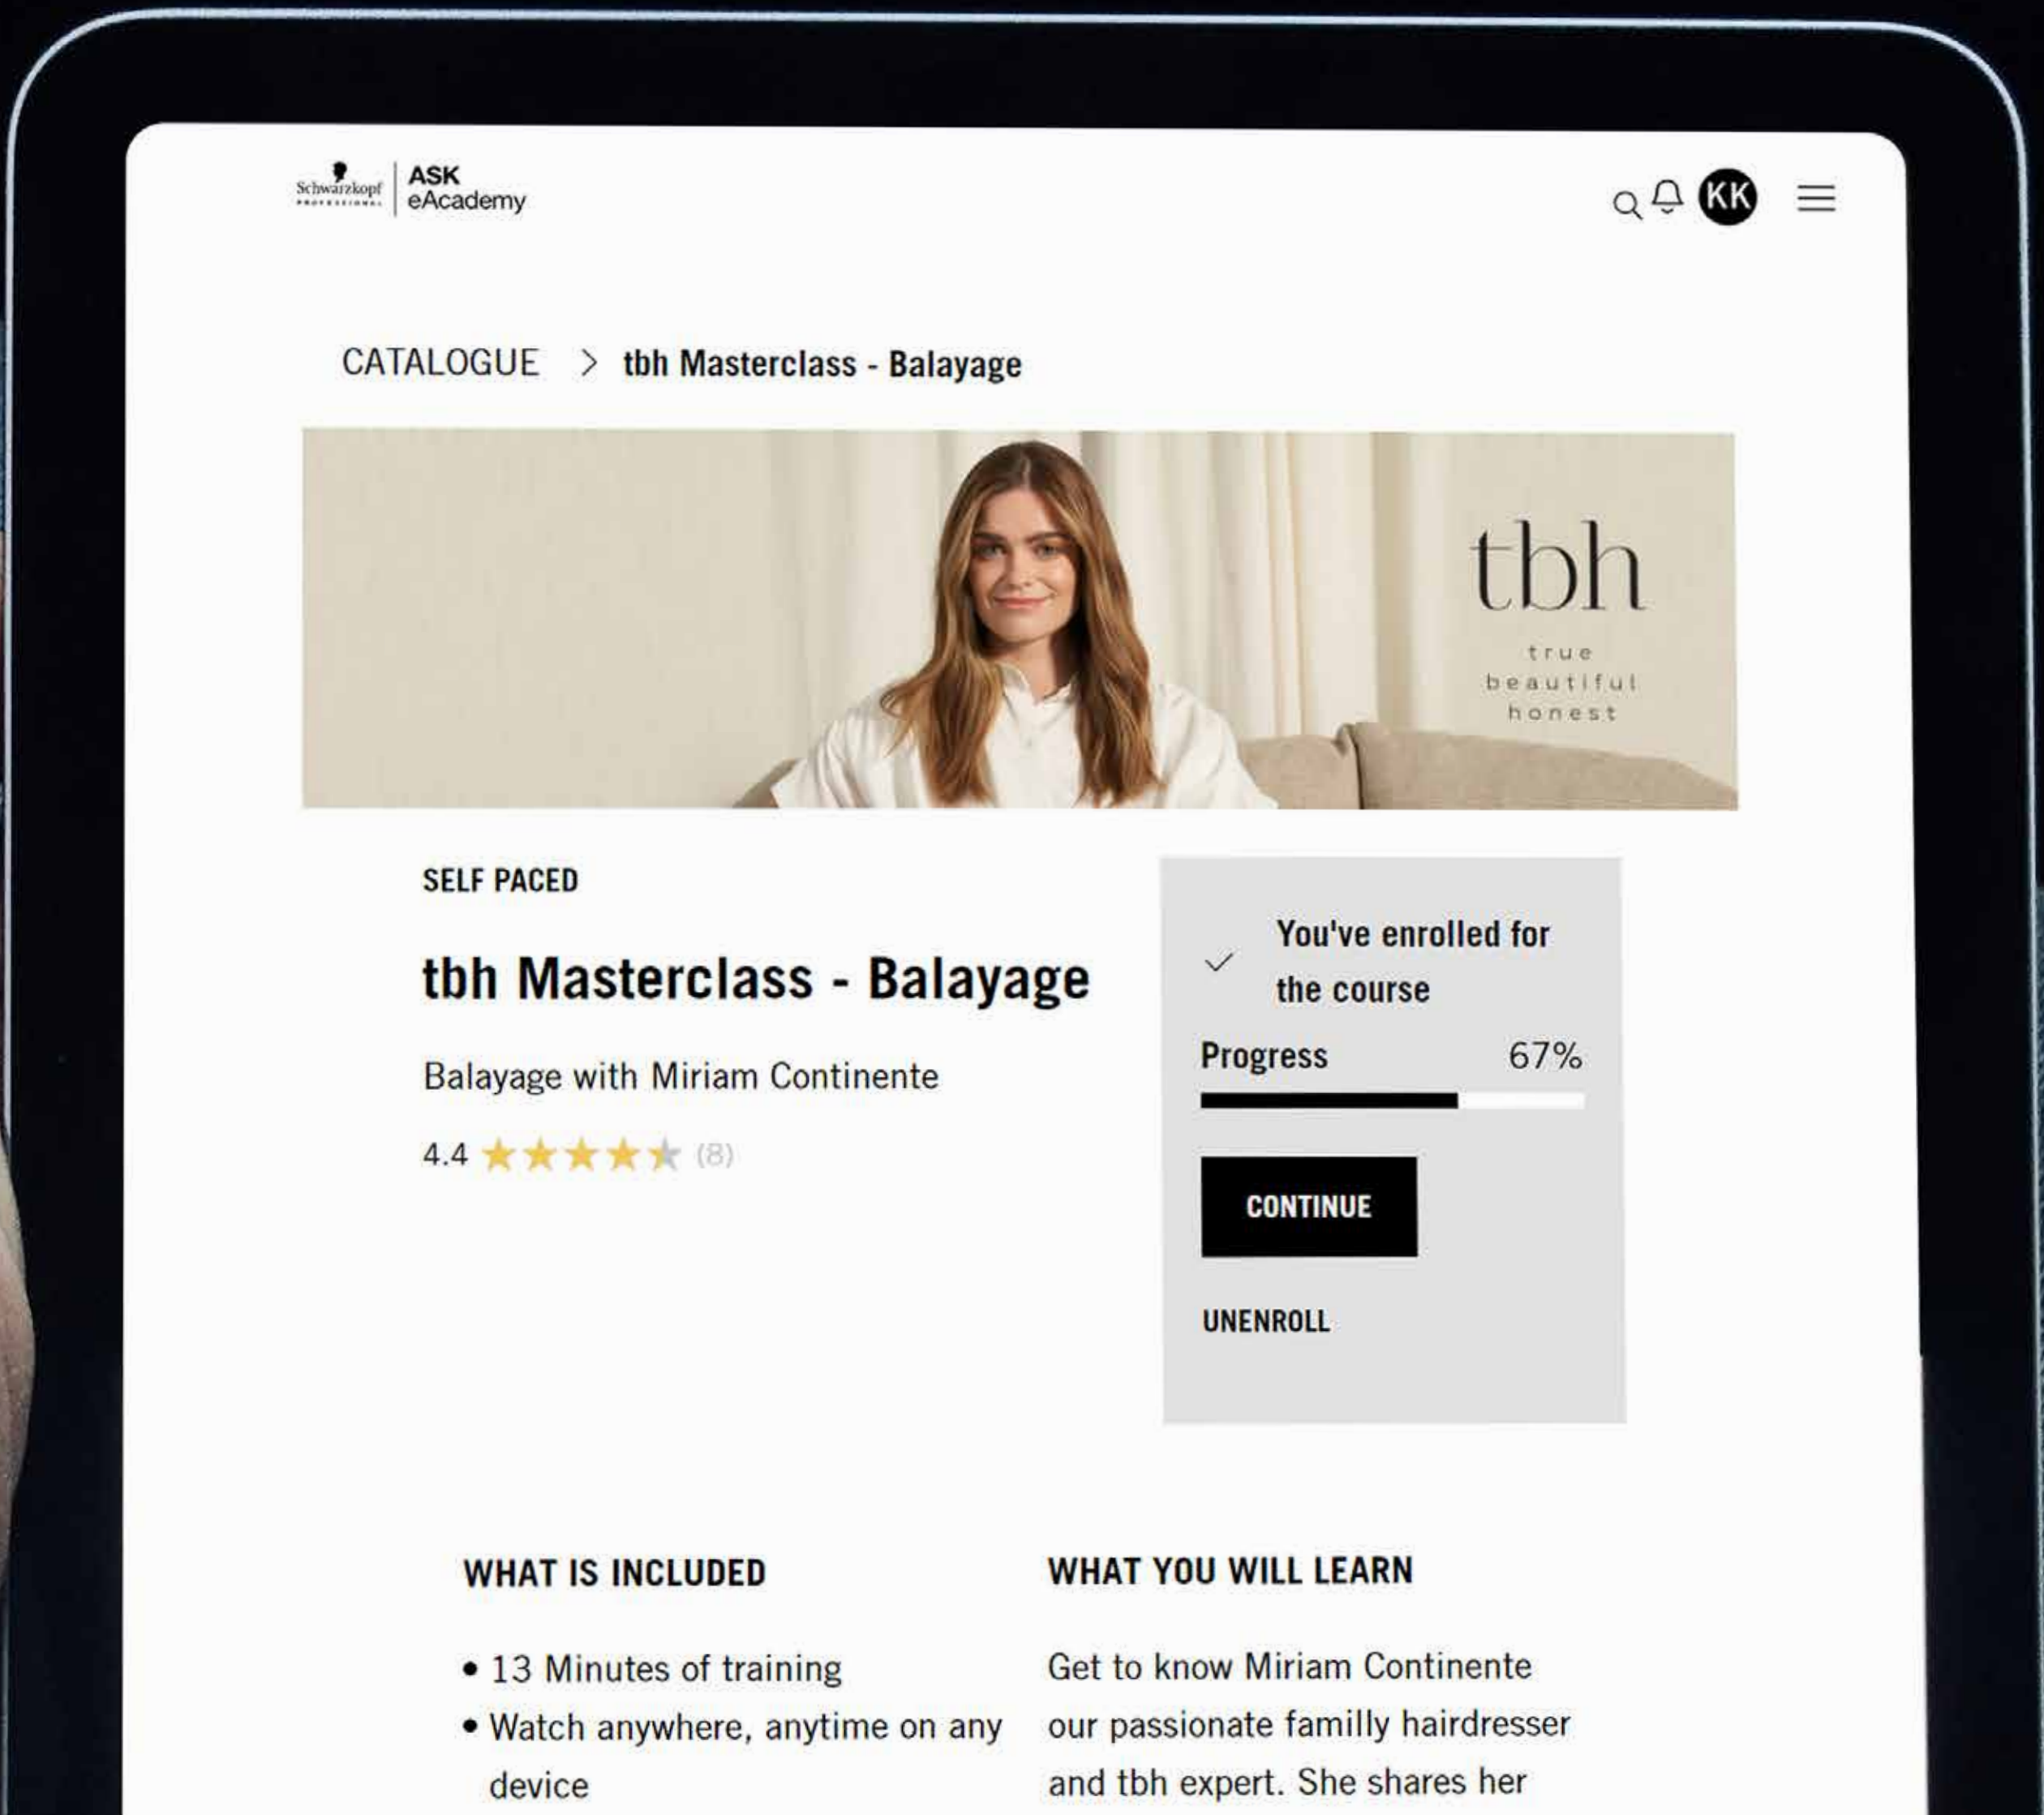 Schwarzkopf
PROFESSIONAL
ASK
eAcademy
KK
CATALOGUE > tbh Masterclass - Balayage
tbh
true
beautiful
honest
SELF PACED
tbh Masterclass - Balayage
Balayage with Miriam Continente
4.4 (8)
You've enrolled for
the course
Progress 67%
CONTINUE
UNENROLL
WHAT IS INCLUDED
• 13 Minutes of training
• Watch anywhere, anytime on any
device
WHAT YOU WILL LEARN
Get to know Miriam Continente
our passionate familly hairdresser
and tbh expert. She shares her